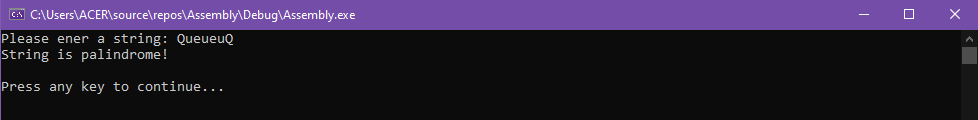 C:\Users\ACER\source\repos\Assembly\Debug\Assembly.exe
Please ener a string: QueueuQ
String is palindrome!
Press any key to continue...